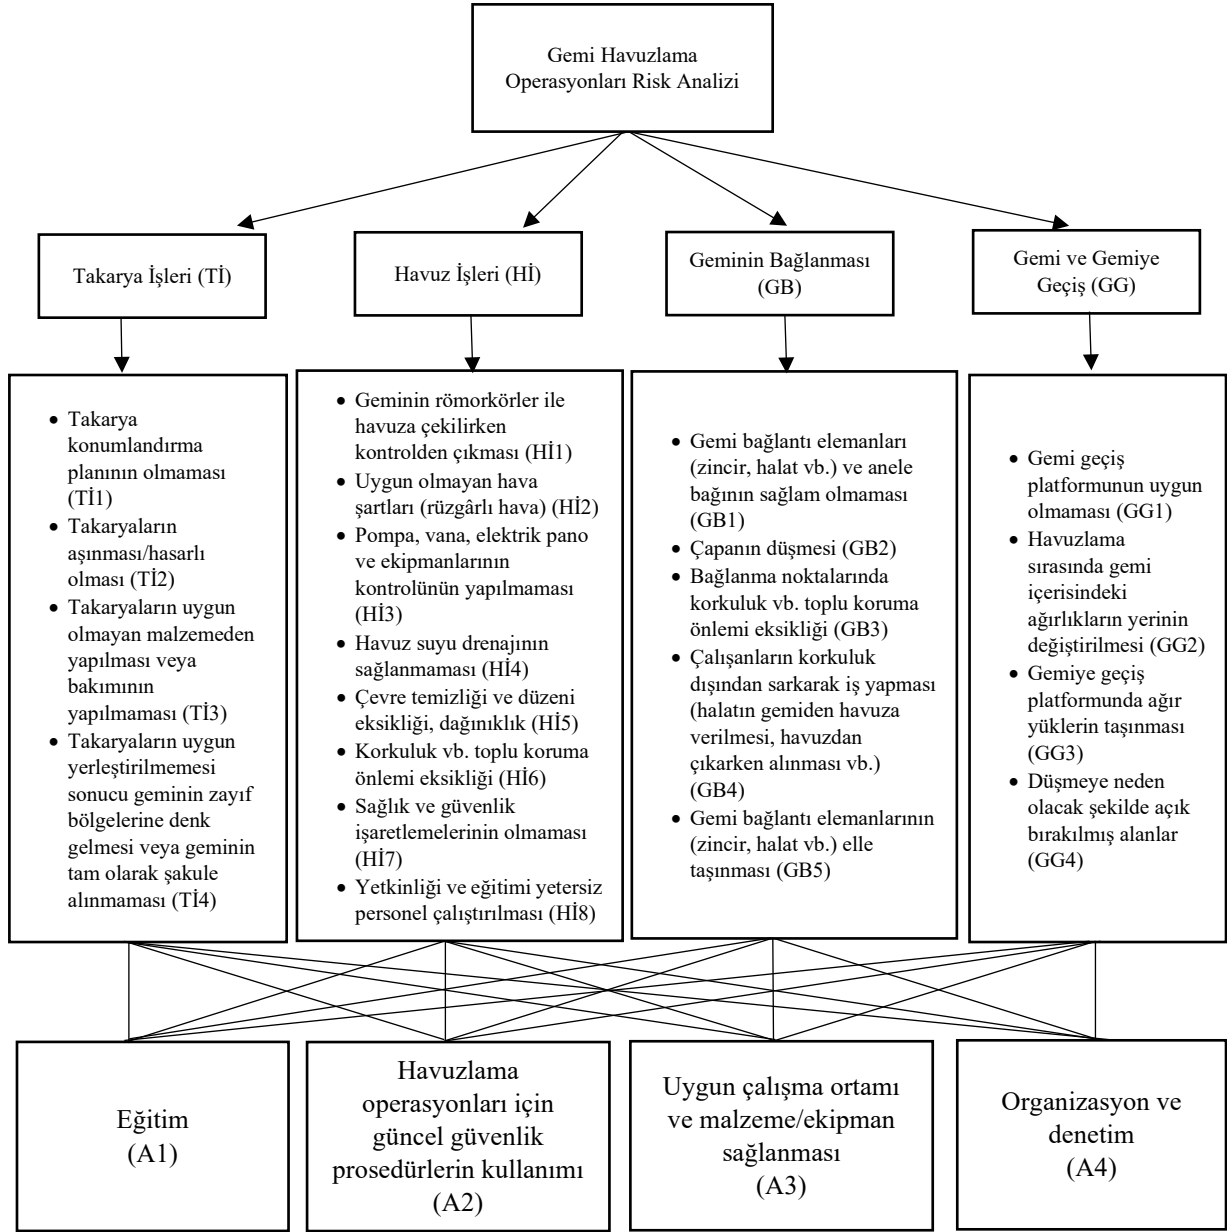 Gemi Havuzlama
Operasyonları Risk Analizi
Takarya İşleri (Tİ)
Havuz İşleri (Hİ)
Geminin Bağlanması
(GB)
Gemi ve Gemiye
Geçiş (GG)
• Takarya
konumlandırma
planının olmaması
(Tİ1)
• Takaryaların
aşınması/hasarlı
olması (Tİ2)
• Takaryaların uygun
olmayan malzemeden
yapılması veya
bakımının
yapılmaması (Tİ3)
• Takaryaların uygun
yerleştirilmemesi
sonucu geminin zayıf
bölgelerine denk
gelmesi veya geminin
tam olarak şakule
alınmaması (Tİ4)
• Geminin römorkörler ile
havuza çekilirken
kontrolden çıkması (Hİ1)
• Uygun olmayan hava
şartları (rüzgârlı hava) (Hİ2)
• Pompa, vana, elektrik pano
ve ekipmanlarının
kontrolünün yapılmaması
(Hİ3)
• Havuz suyu drenajının
sağlanmaması (Hİ4)
• Çevre temizliği ve düzeni
eksikliği, dağınıklık (Hİ5)
• Korkuluk vb. toplu koruma
önlemi eksikliği (Hİ6)
• Sağlık ve güvenlik
işaretlemelerinin olmaması
(Hİ7)
• Yetkinliği ve eğitimi yetersiz
personel çalıştırılması (Hİ8)
• Gemi bağlantı elemanları
(zincir, halat vb.) ve anele
bağının sağlam olmaması
(GB1)
• Çapanın düşmesi (GB2)
• Bağlanma noktalarında
korkuluk vb. toplu koruma
önlemi eksikliği (GB3)
• Çalışanların korkuluk
dışından sarkarak iş yapması
(halatın gemiden havuza
verilmesi, havuzdan
çıkarken alınması vb.)
(GB4)
• Gemi bağlantı elemanlarının
(zincir, halat vb.) elle
taşınması (GB5)
• Gemi geçiş
platformunun uygun
olmaması (GG1)
• Havuzlama
sırasında gemi
içerisindeki
ağırlıkların yerinin
değiştirilmesi (GG2)
• Gemiye geçiş
platformunda ağır
yüklerin taşınması
(GG3)
• Düşmeye neden
olacak şekilde açık
bırakılmış alanlar
(GG4)
Eğitim
(A1)
Havuzlama
operasyonları için
güncel güvenlik
prosedürlerin kullanımı
(A2)
Uygun çalışma ortamı
ve malzeme/ekipman
sağlanması
(A3)
Organizasyon ve
denetim
(A4)